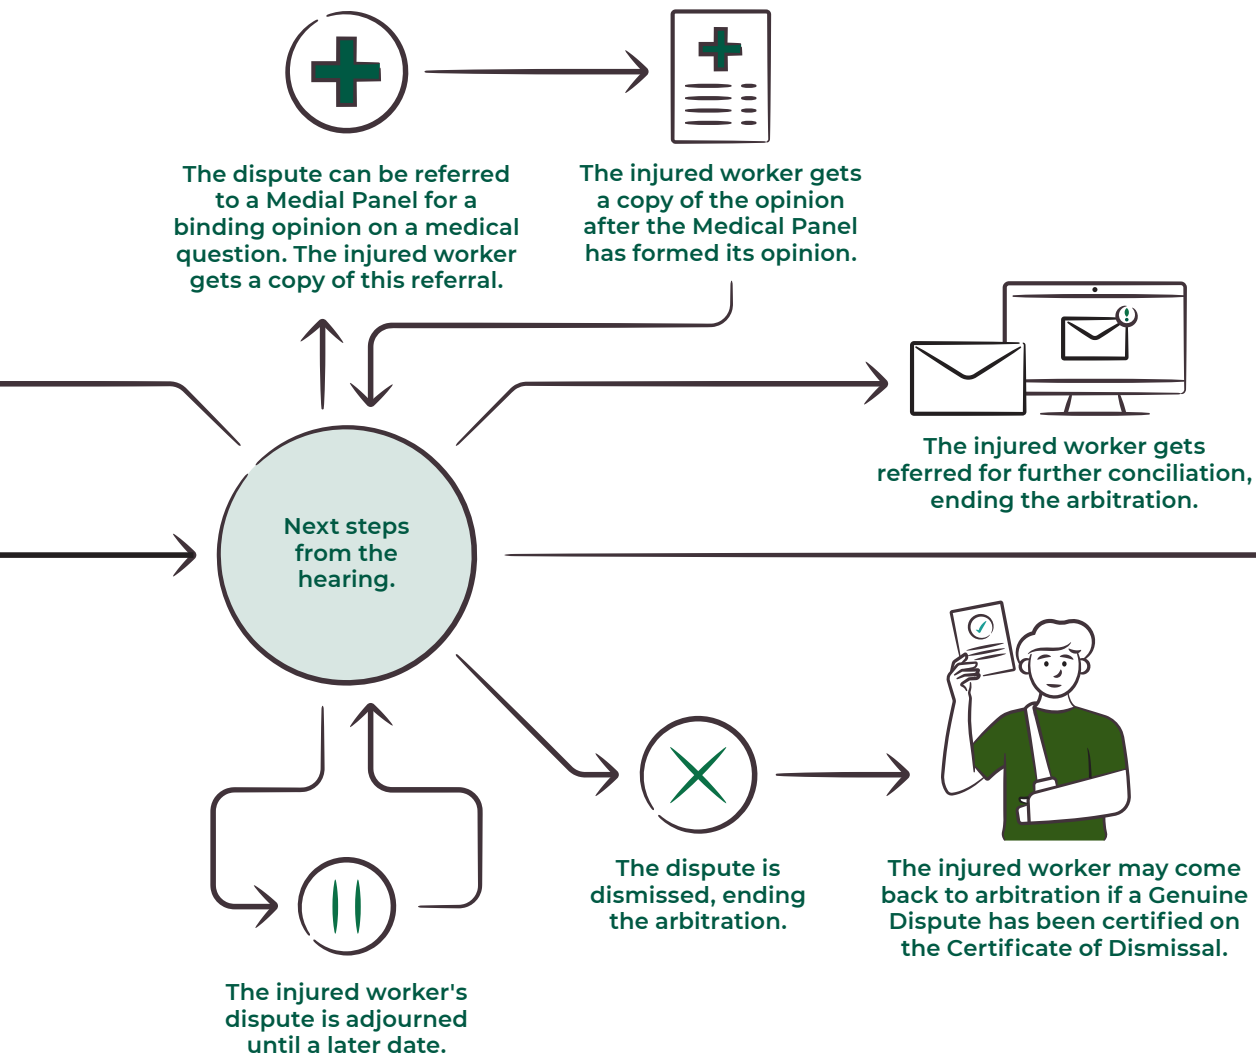 The dispute can be referred
to a Medial Panel for a
binding opinion on a medical
question. The injured worker
gets a copy of this referral.
The injured worker gets
a copy of the opinion
after the Medical Panel
has formed its opinion.
The injured worker gets
referred for further conciliation,
ending the arbitration.
Next steps
from the
hearing.
The dispute is
dismissed, ending
the arbitration.
The injured worker may come
back to arbitration if a Genuine
Dispute has been certified on
the Certificate of Dismissal.
The injured worker's
dispute is adjourned
until a later date.